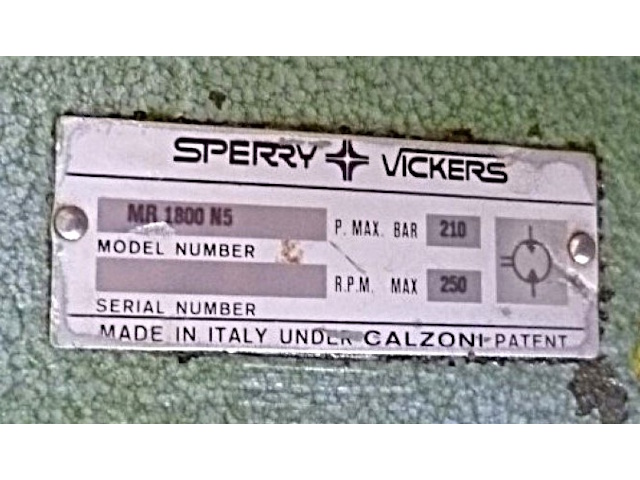 SPERRY VICKERS
MR 1800 N5 P. MAX. BAR 210
MODEL NUMBER
R.P.M. MAX 250
SERIAL NUMBER
MADE IN ITALY UNDER CALZONI PATENT